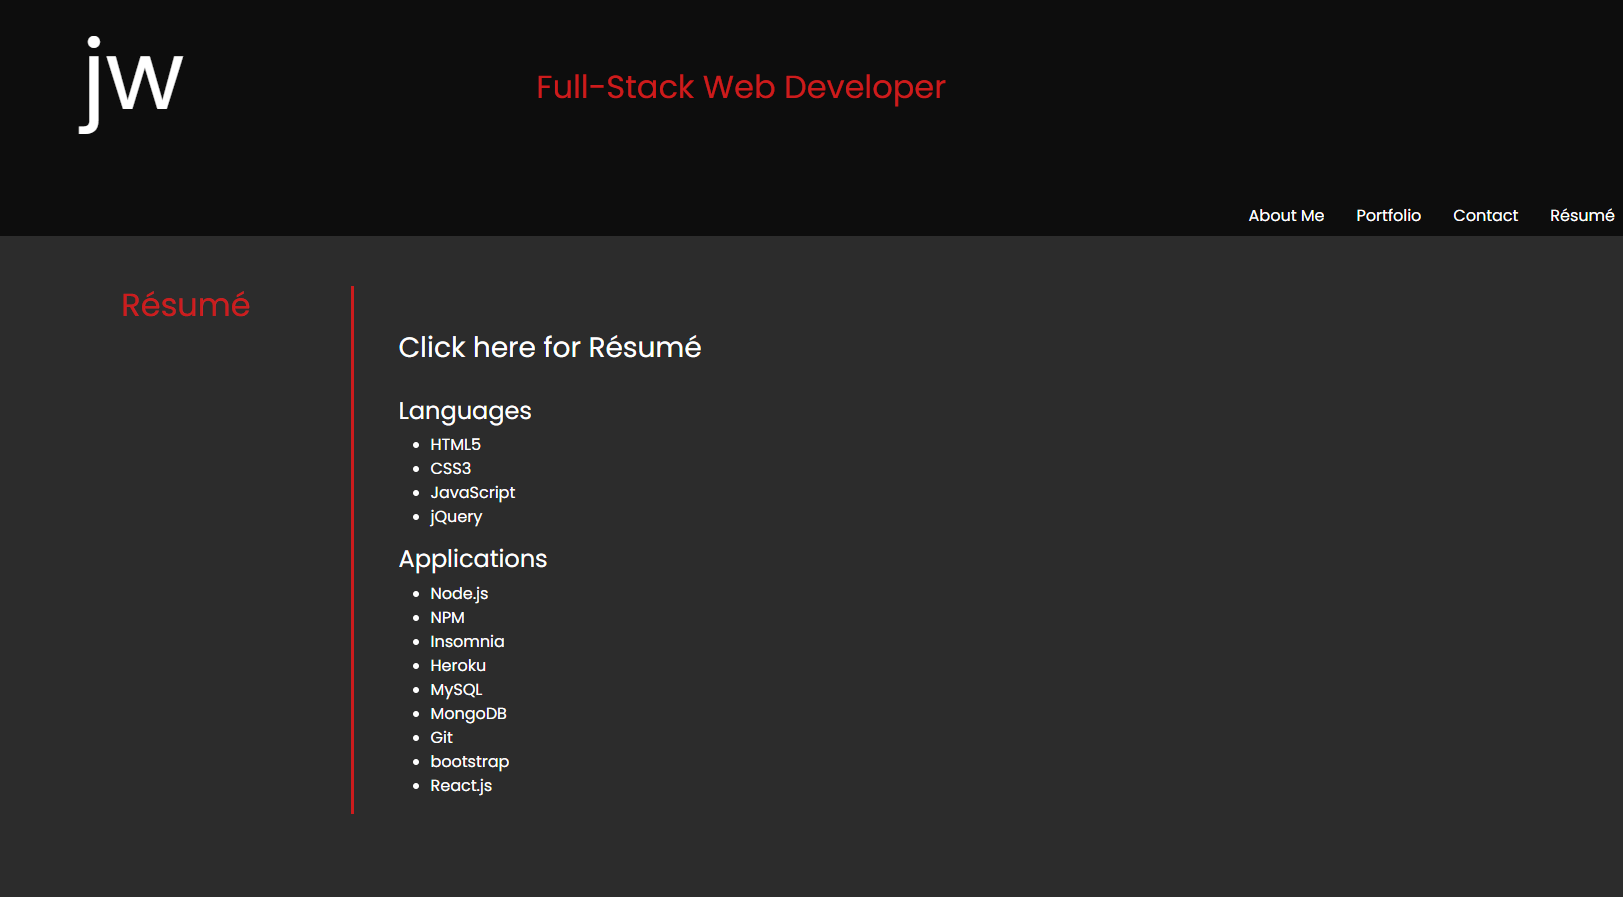 jw
Full-Stack Web Developer
About Me Portfolio Contact Résumé
Résumé
Click here for Résumé
Languages
HTML5
CSS3
JavaScript
jQuery
Applications
Node.js
NPM
Insomnia
Heroku
MySQL
MongoDB
Git
bootstrap
React.js